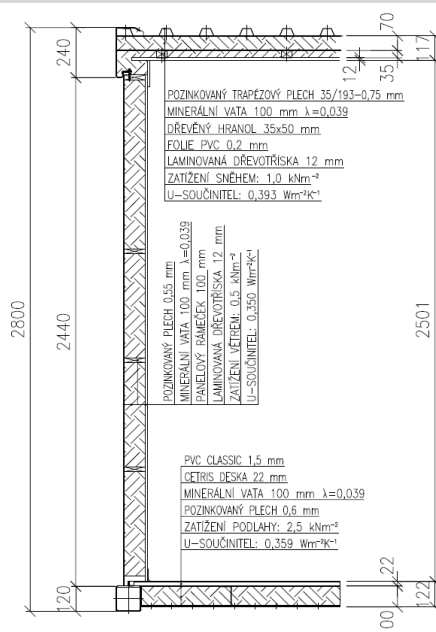 240
70
117
12
35
POZINKOVANÝ TRAPÉZOVÝ PLECH 35/193-0,75 mm
MINERÁLNÍ VATA 100 mm λ=0,039
DŘEVĚNÝ HRANOL 35x50 mm
FOLIE PVC 0,2 mm
LAMINOVANÁ DŘEVOTŘÍSKA 12 mm
ZATÍŽENÍ SNĚHEM: 1,0 kNm⁻²
U-SOUČINITEL: 0,393 Wm⁻²K⁻¹
2800
2440
2501
POZINKOVANÝ PLECH 0,55 mm
MINERÁLNÍ VATA 100 mm λ=0,039
PANELOVÝ RÁMEČEK 100 mm
LAMINOVANÁ DŘEVOTŘÍSKA 12 mm
ZATÍŽENÍ VĚTREM: 0,5 kNm⁻²
U-SOUČINITEL: 0,350 Wm⁻²K⁻¹
PVC CLASSIC 1,5 mm
CETRIS DESKA 22 mm
MINERÁLNÍ VATA 100 mm λ=0,039
POZINKOVANÝ PLECH 0,6 mm
ZATÍŽENÍ PODLAHY: 2,5 kNm⁻²
U-SOUČINITEL: 0,359 Wm⁻²K⁻¹
120
22
122
00